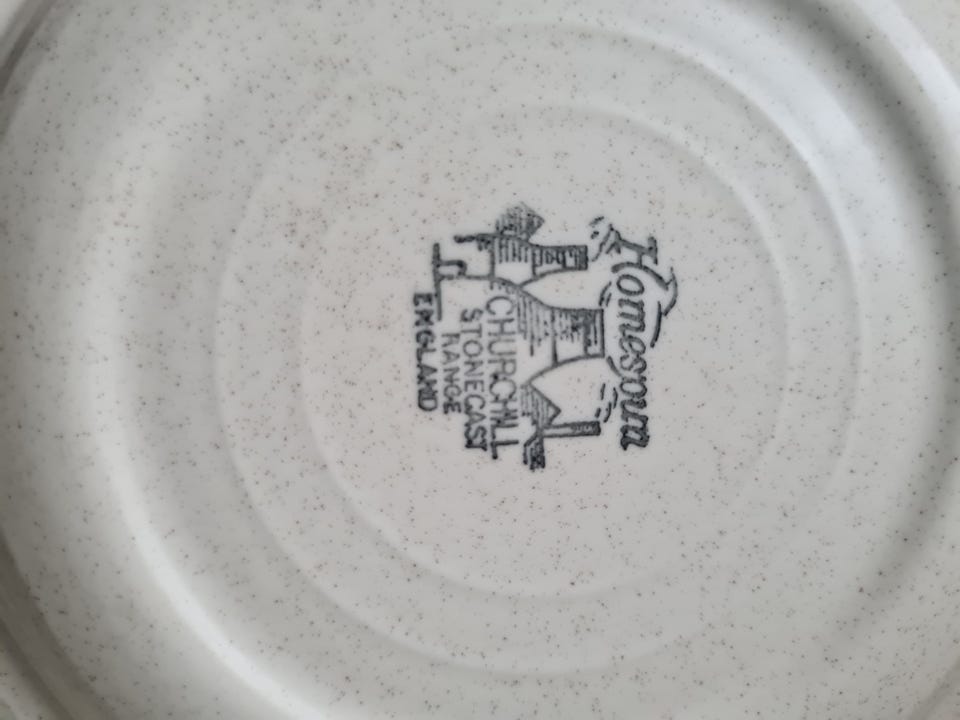 Homespun
CHURCHILL
STONECAST
RANGE
ENGLAND